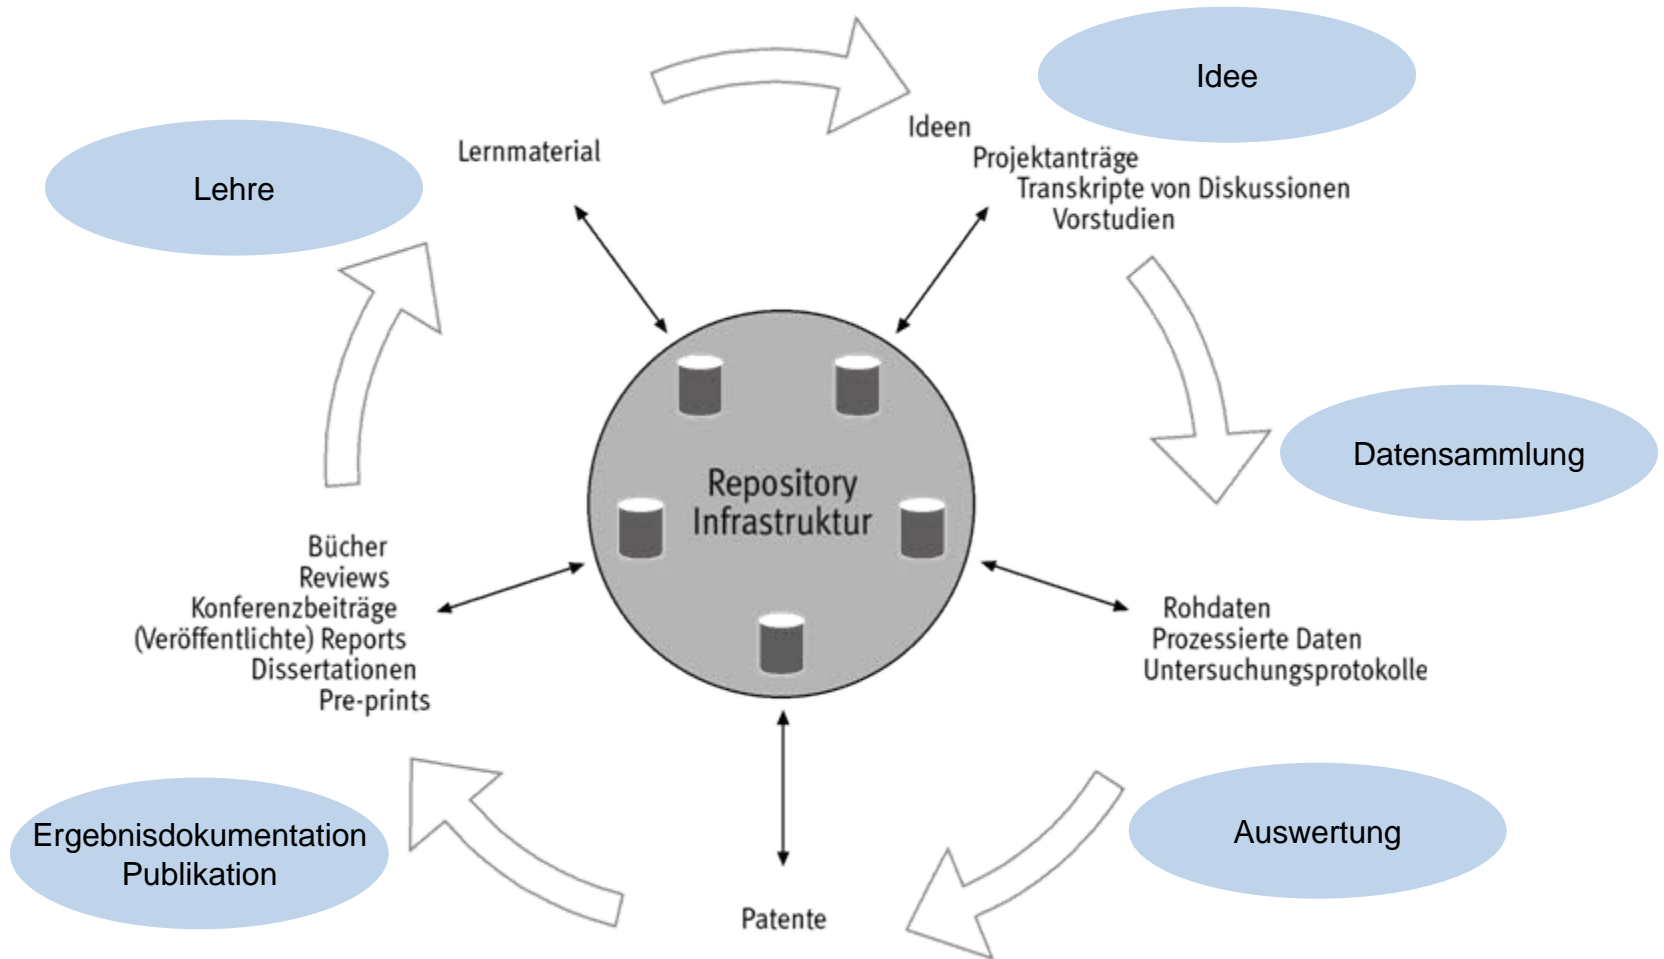 Idee
Ideen
Projektanträge
Transkripte von Diskussionen
Vorstudien
Lernmaterial
Lehre
Datensammlung
Repository
Infrastruktur
Bücher
Reviews
Konferenzbeiträge
(Veröffentlichte) Reports
Dissertationen
Pre-prints
Rohdaten
Prozessierte Daten
Untersuchungsprotokolle
Ergebnisdokumentation
Publikation
Auswertung
Patente